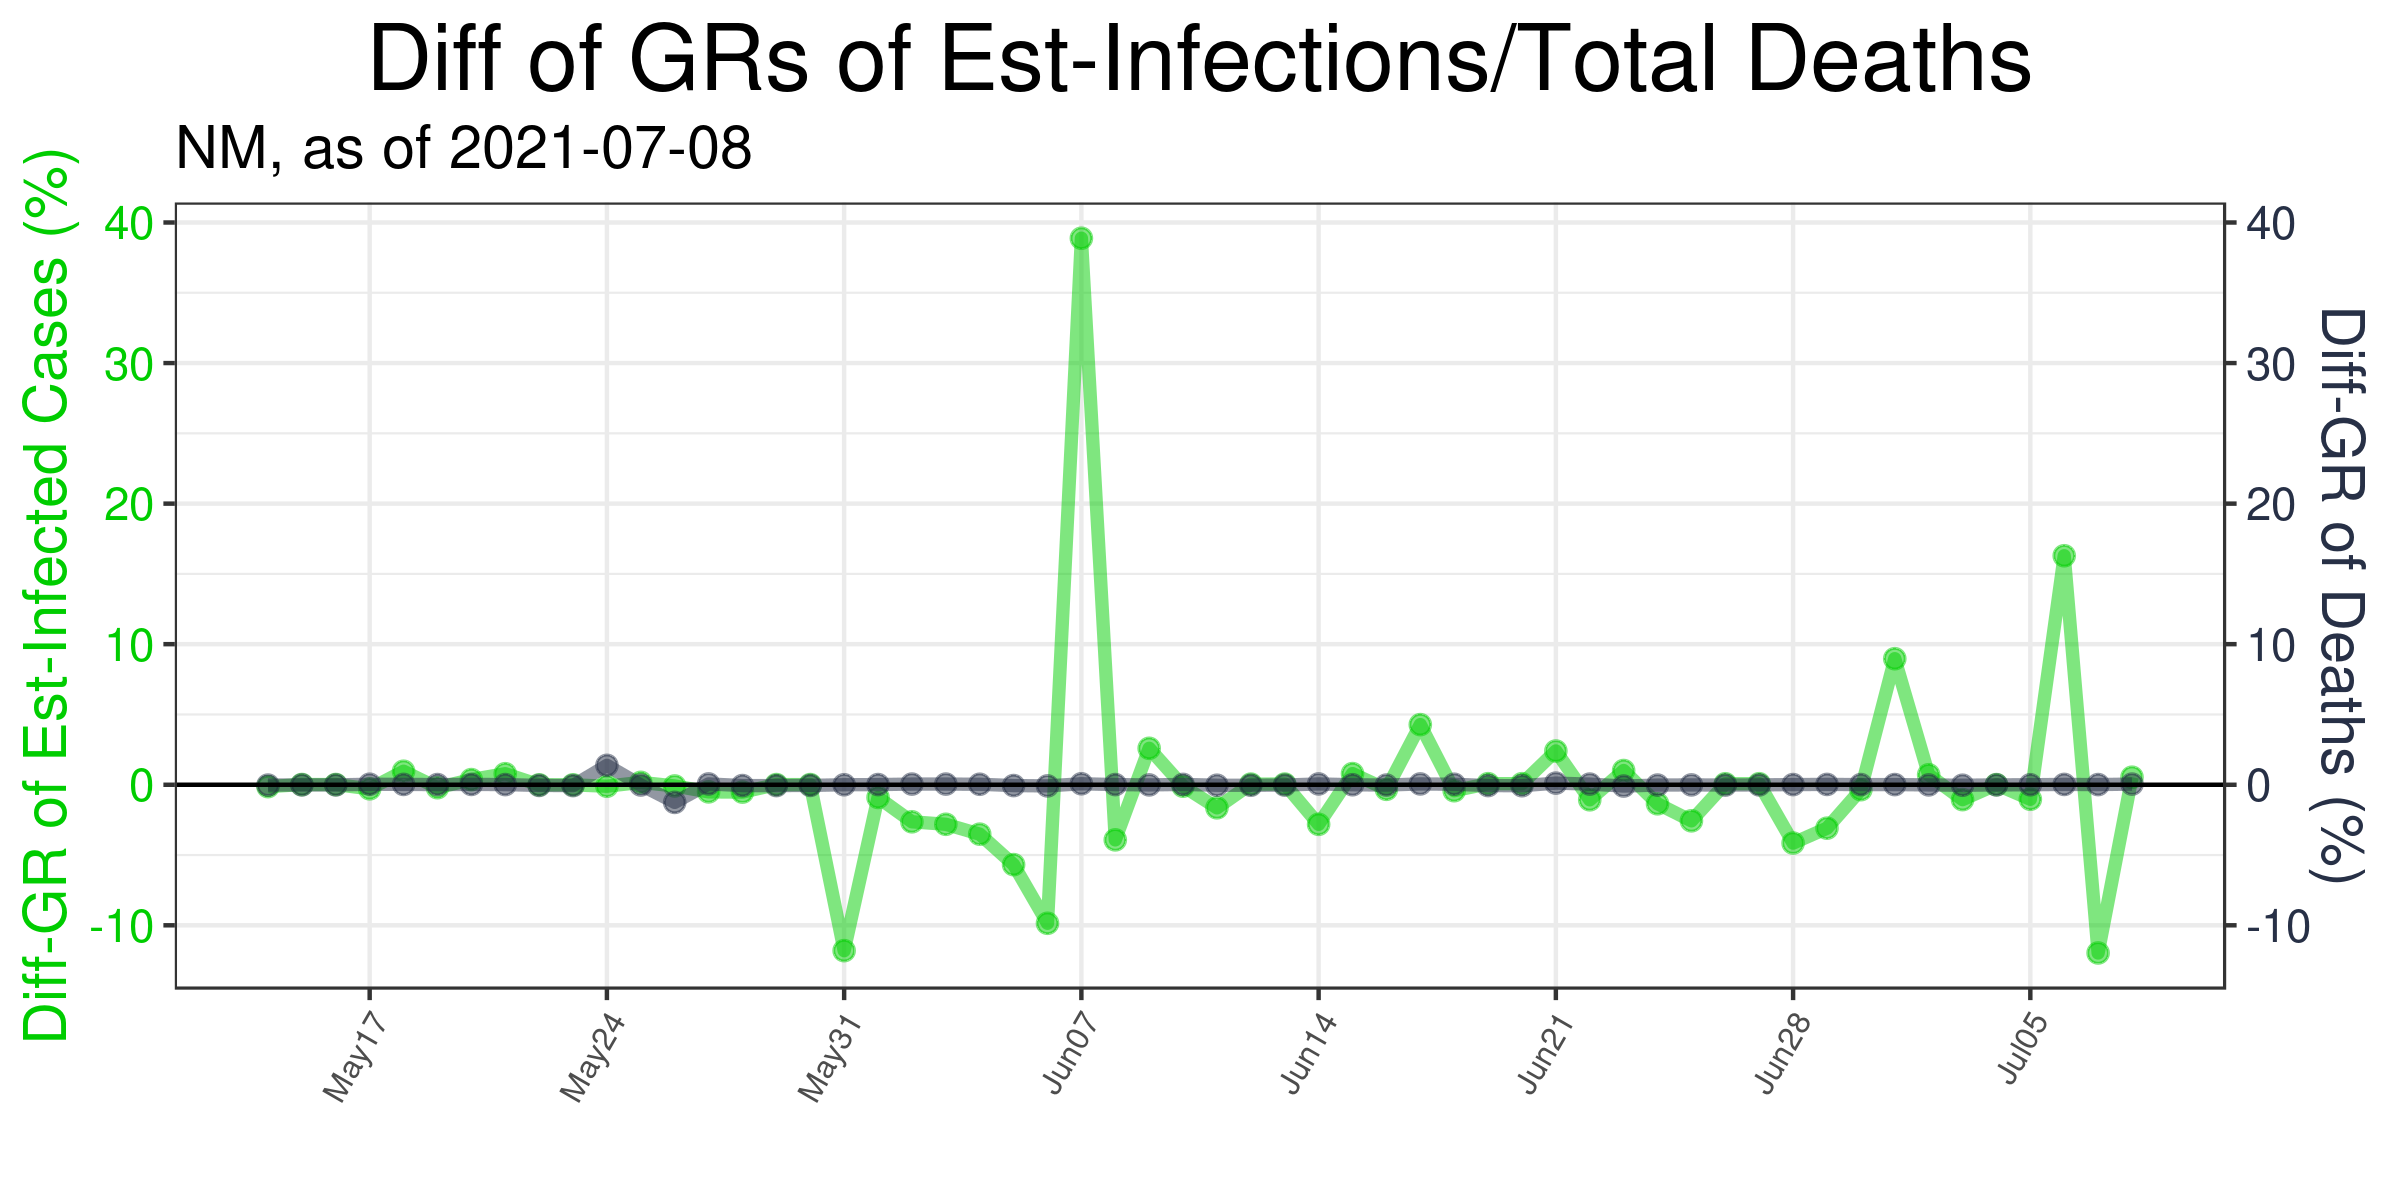 Diff of GRs of Est-Infections/Total Deaths
NM, as of 2021-07-08
Diff-GR of Est-Infected Cases (%)
40
30
20
10
0
-10
40
30
20
10
0
-10
Diff-GR of Deaths (%)
May17
May24
May31
Jun07
Jun14
Jun21
Jun28
Jul05